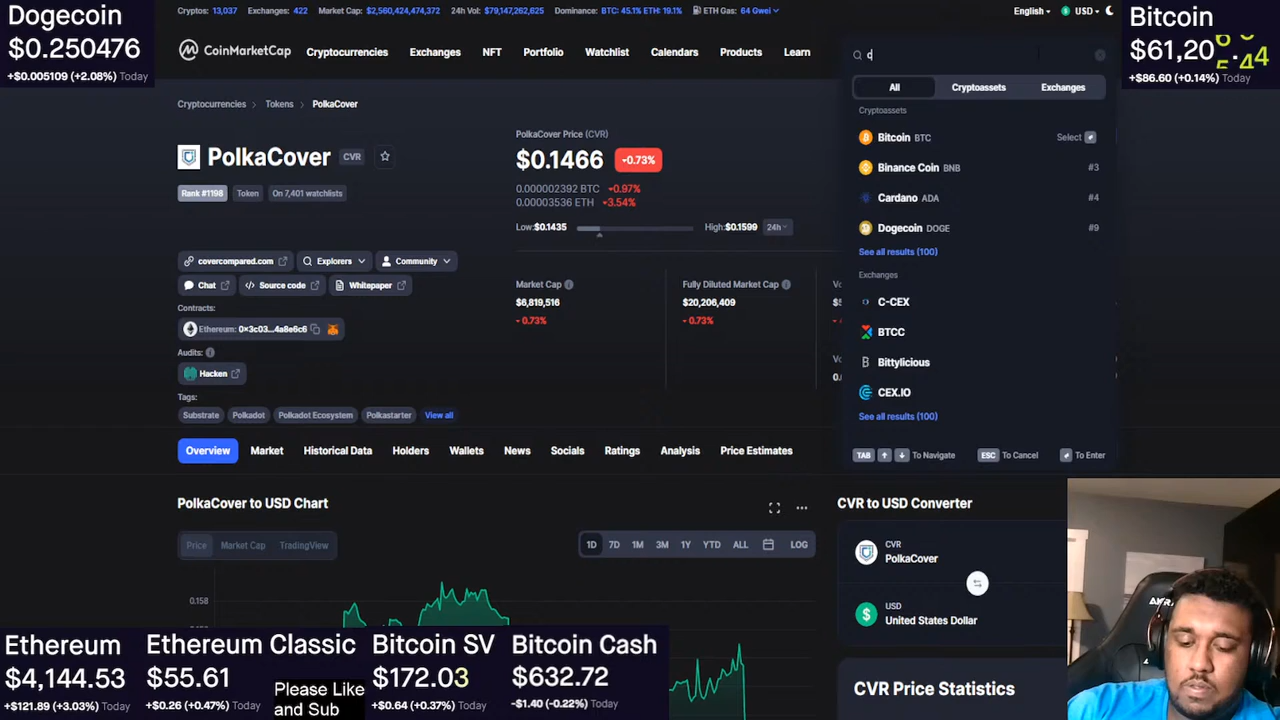 Dogecoin
$0.250476
+$0.005109 (+2.08%) Today
Cryptos: 13,037 Exchanges: 422 Market Cap: $2,560,424,474,372 24h Vol: $79,147,262,625 Dominance: BTC: 45.1% ETH: 19.1% ETH Gas: 64 Gwei
English USD
Bitcoin
+$86.60 (+0.14%) Today
CoinMarketCap Cryptocurrencies Exchanges NFT Portfolio Watchlist Calendars Products Learn
c
All Cryptoassets Exchanges
Cryptoassets
Bitcoin BTC Select
Binance Coin BNB #3
Cardano ADA #4
Dogecoin DOGE #9
See all results (100)
Exchanges
C-CEX
BTCC
Bittylicious
CEX.IO
See all results (100)
TAB To Navigate ESC To Cancel To Enter
Cryptocurrencies Tokens PolkaCover
PolkaCover CVR
Rank #1198 Token On 7,401 watchlists
PolkaCover Price (CVR)
$0.1466 -0.73%
0.000002392 BTC +0.97%
0.00003536 ETH -3.54%
Low:$0.1435 High:$0.1599 24h
covercompared.com Explorers Community
Chat Source code Whitepaper
Contracts:
Ethereum: 0x3c03...4a8e6c6
Audits:
Hacken
Tags:
Substrate Polkadot Polkadot Ecosystem Polkastarter View all
Market Cap
$6,819,516
- 0.73%
Fully Diluted Market Cap
$20,206,409
- 0.73%
Overview Market Historical Data Holders Wallets News Socials Ratings Analysis Price Estimates
PolkaCover to USD Chart
Price Market Cap TradingView
1D 7D 1M 3M 1Y YTD ALL LOG
0.158
CVR to USD Converter
CVR
PolkaCover
USD
United States Dollar
CVR Price Statistics
Ethereum
$4,144.53
+$121.89 (+3.03%) Today
Ethereum Classic
$55.61
+$0.26 (+0.47%) Today
Please Like
and Sub
Bitcoin SV
$172.03
+$0.64 (+0.37%) Today
Bitcoin Cash
$632.72
-$1.40 (-0.22%) Today